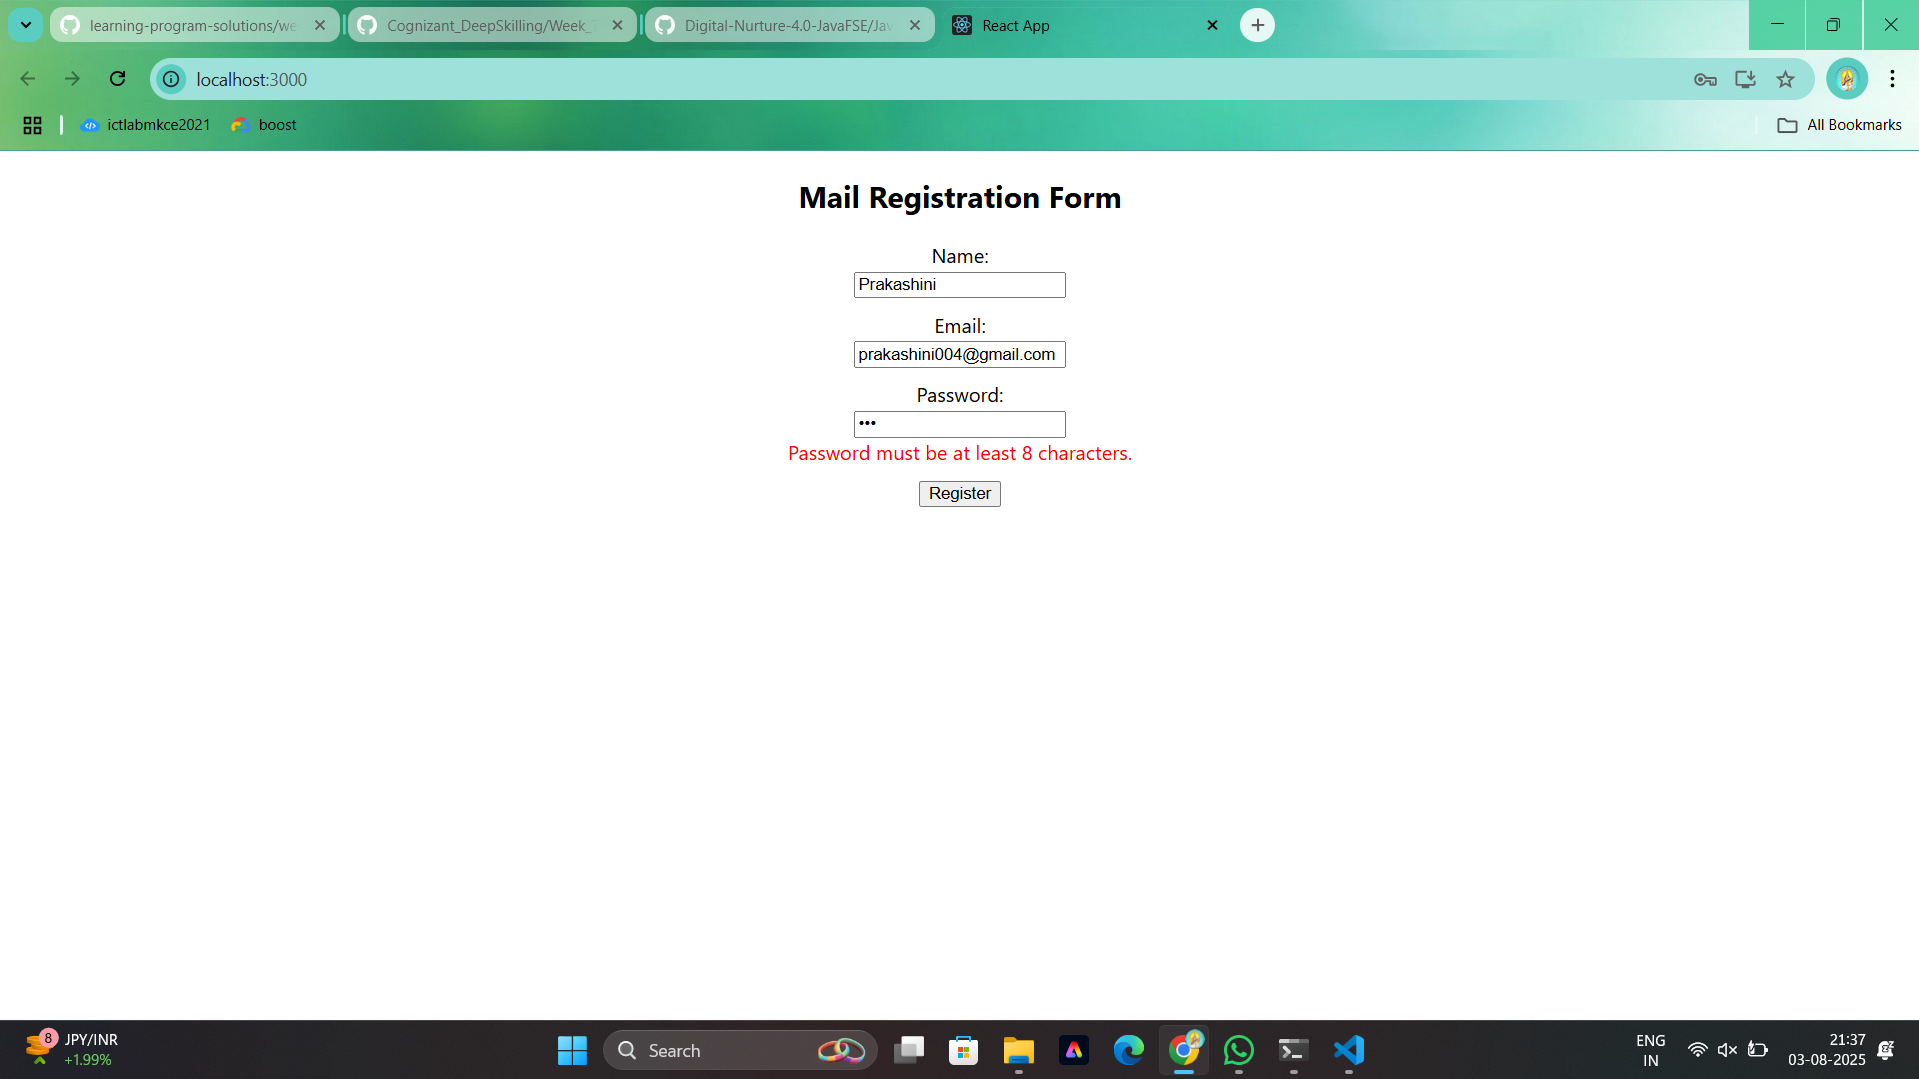 learning-program-solutions/we
Cognizant_DeepSkilling/Week_
Digital-Nurture-4.0-JavaFSE/Jav
React App
localhost:3000
ictlabmkce2021
boost
All Bookmarks
Mail Registration Form
Name:
Prakashini
Email:
prakashini004@gmail.com
Password:
•••
Password must be at least 8 characters.
Register
8
JPY/INR
+1.99%
Search
ENG
IN
21:37
03-08-2025